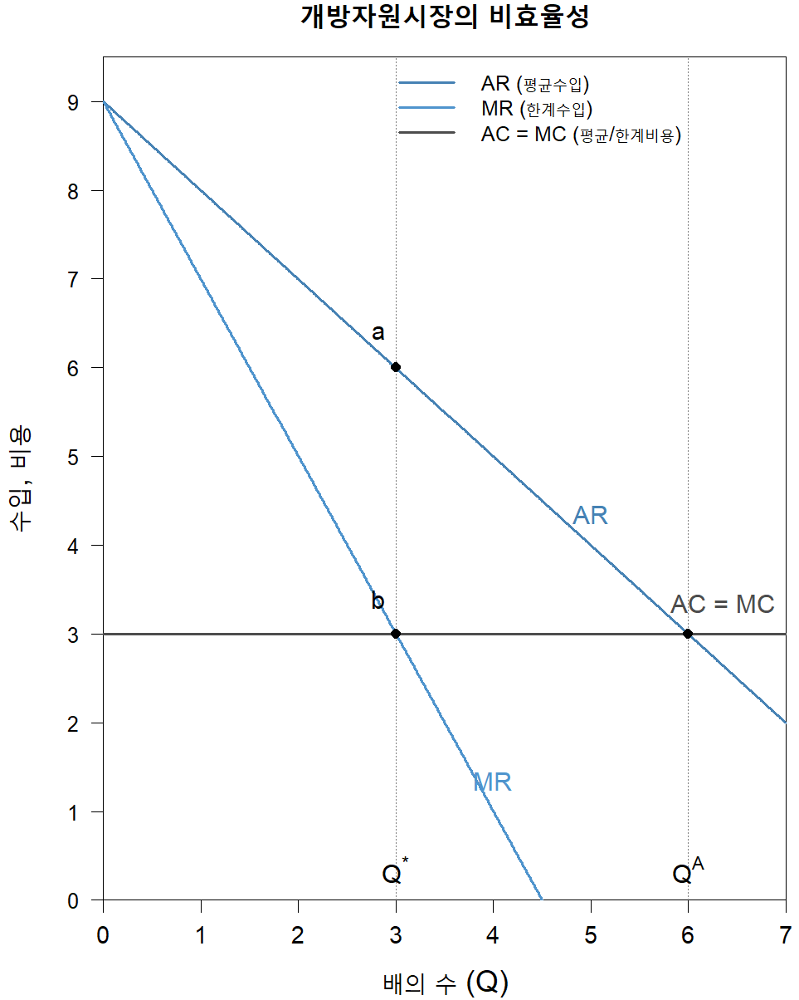 개방자원시장의 비효율성
AR (평균수입)
MR (한계수입)
AC = MC (평균/한계비용)
9
8
7
6
5
4
3
2
1
0
수입, 비용
a
b
AR
AC = MC
MR
Q*
Qᴬ
0 1 2 3 4 5 6 7
배의 수 (Q)